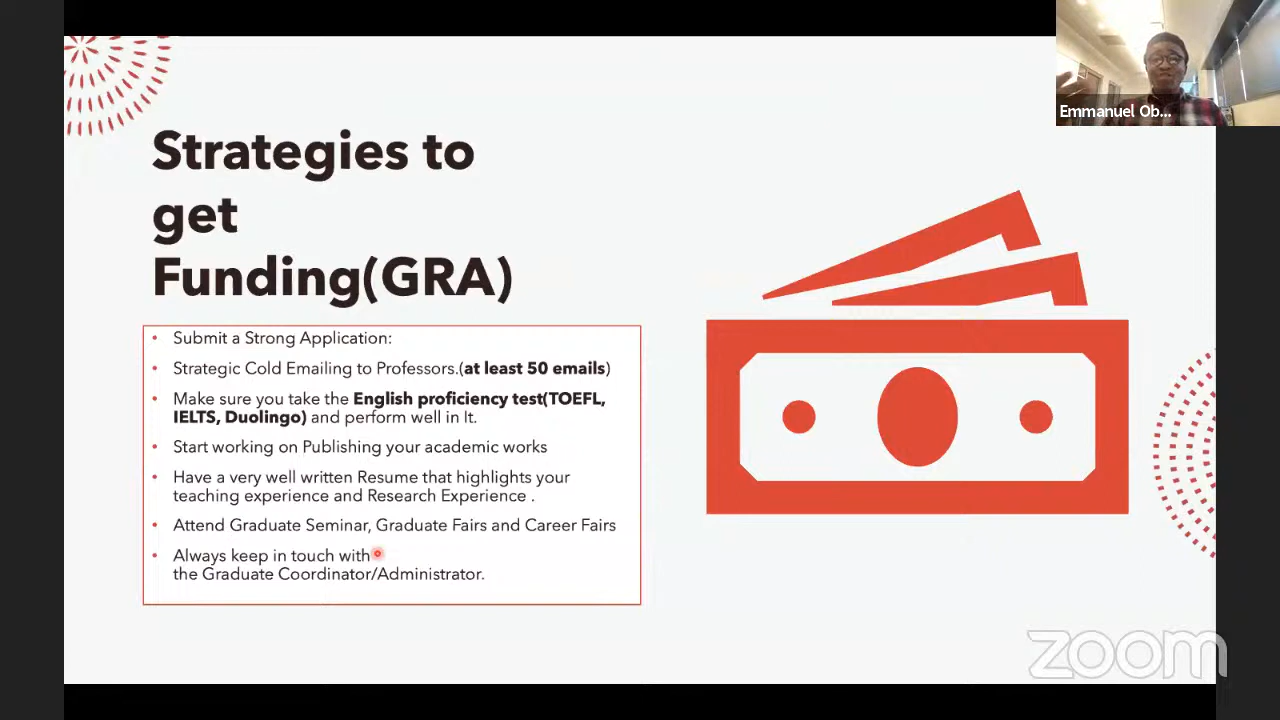 Emmanuel Ob...
Strategies to
get
Funding(GRA)
• Submit a Strong Application:
• Strategic Cold Emailing to Professors.(at least 50 emails)
• Make sure you take the English proficiency test(TOEFL,
IELTS, Duolingo) and perform well in It.
• Start working on Publishing your academic works
• Have a very well written Resume that highlights your
teaching experience and Research Experience .
• Attend Graduate Seminar, Graduate Fairs and Career Fairs
• Always keep in touch with
the Graduate Coordinator/Administrator.
zoom